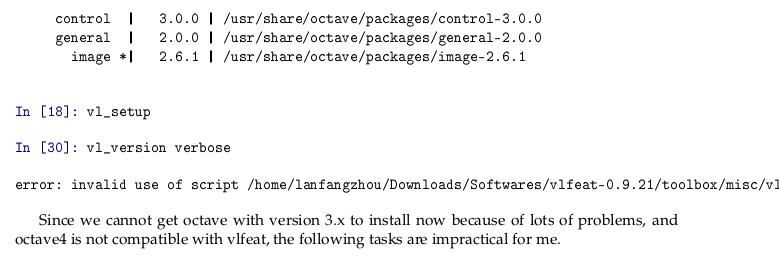 control | 3.0.0 | /usr/share/octave/packages/control-3.0.0
general | 2.0.0 | /usr/share/octave/packages/general-2.0.0
image *| 2.6.1 | /usr/share/octave/packages/image-2.6.1
In [18]: vl_setup
In [30]: vl_version verbose
error: invalid use of script /home/lanfangzhou/Downloads/Softwares/vlfeat-0.9.21/toolbox/misc/vl
Since we cannot get octave with version 3.x to install now because of lots of problems, and
octave4 is not compatible with vlfeat, the following tasks are impractical for me.